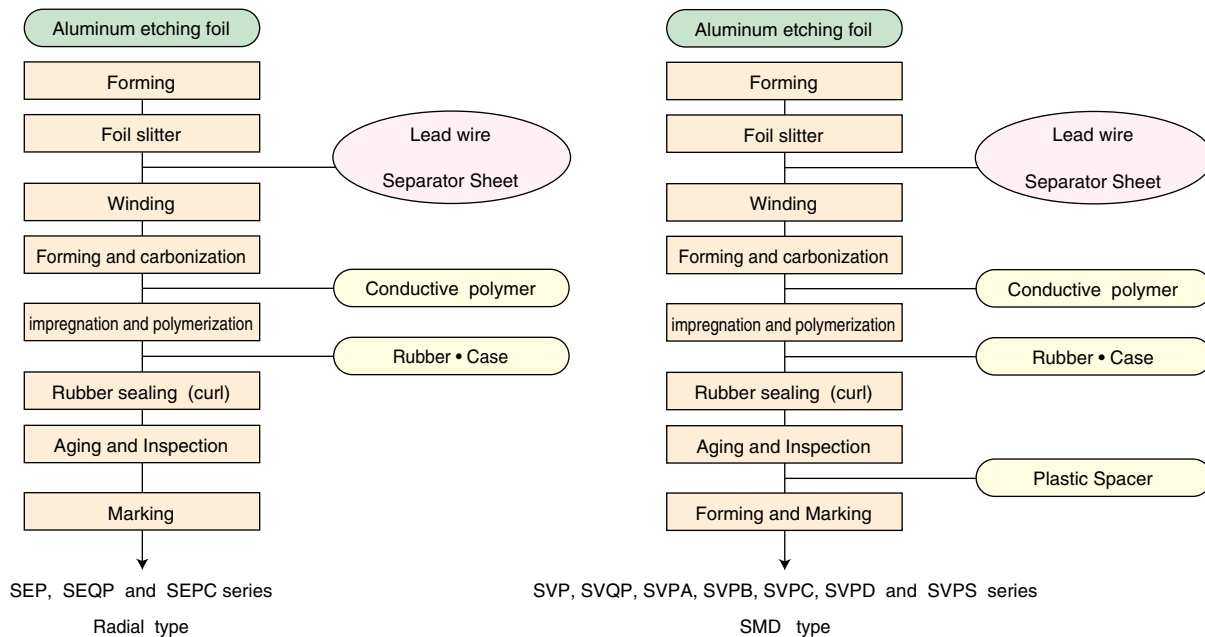 Aluminum etching foil
Forming
Foil slitter
Lead wire
Separator Sheet
Winding
Forming and carbonization
Conductive polymer
impregnation and polymerization
Rubber • Case
Rubber sealing (curl)
Aging and Inspection
Marking
SEP, SEQP and SEPC series
Radial type
Aluminum etching foil
Forming
Foil slitter
Lead wire
Separator Sheet
Winding
Forming and carbonization
Conductive polymer
impregnation and polymerization
Rubber • Case
Rubber sealing (curl)
Aging and Inspection
Plastic Spacer
Forming and Marking
SVP, SVQP, SVPA, SVPB, SVPC, SVPD and SVPS series
SMD type